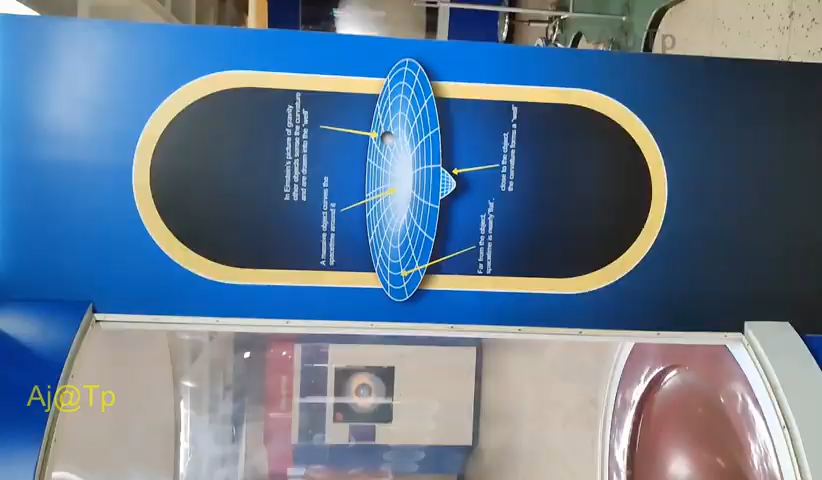 In Einstein's picture of gravity
other objects sense the curvature
and are drawn into the "well"
A massive object curves the
spacetime around it
close to the object,
the curvature forms a "well"
Far from the object,
spacetime is nearly 'flat'.
Aj@Tp
Tp